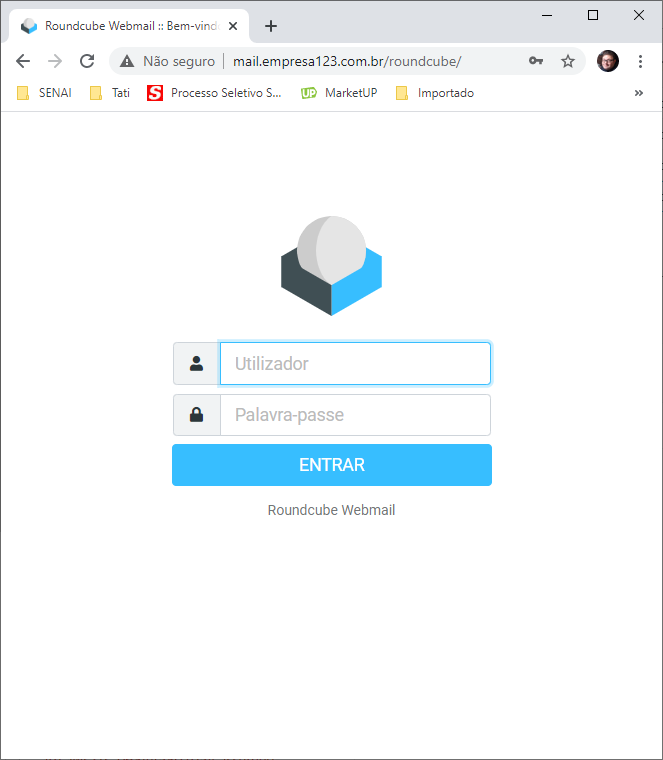 Roundcube Webmail :: Bem-vind
Não seguro
mail.empresa123.com.br/roundcube/
SENAI
Tati
Processo Seletivo S...
UP
MarketUP
Importado
Utilizador
Palavra-passe
ENTRAR
Roundcube Webmail